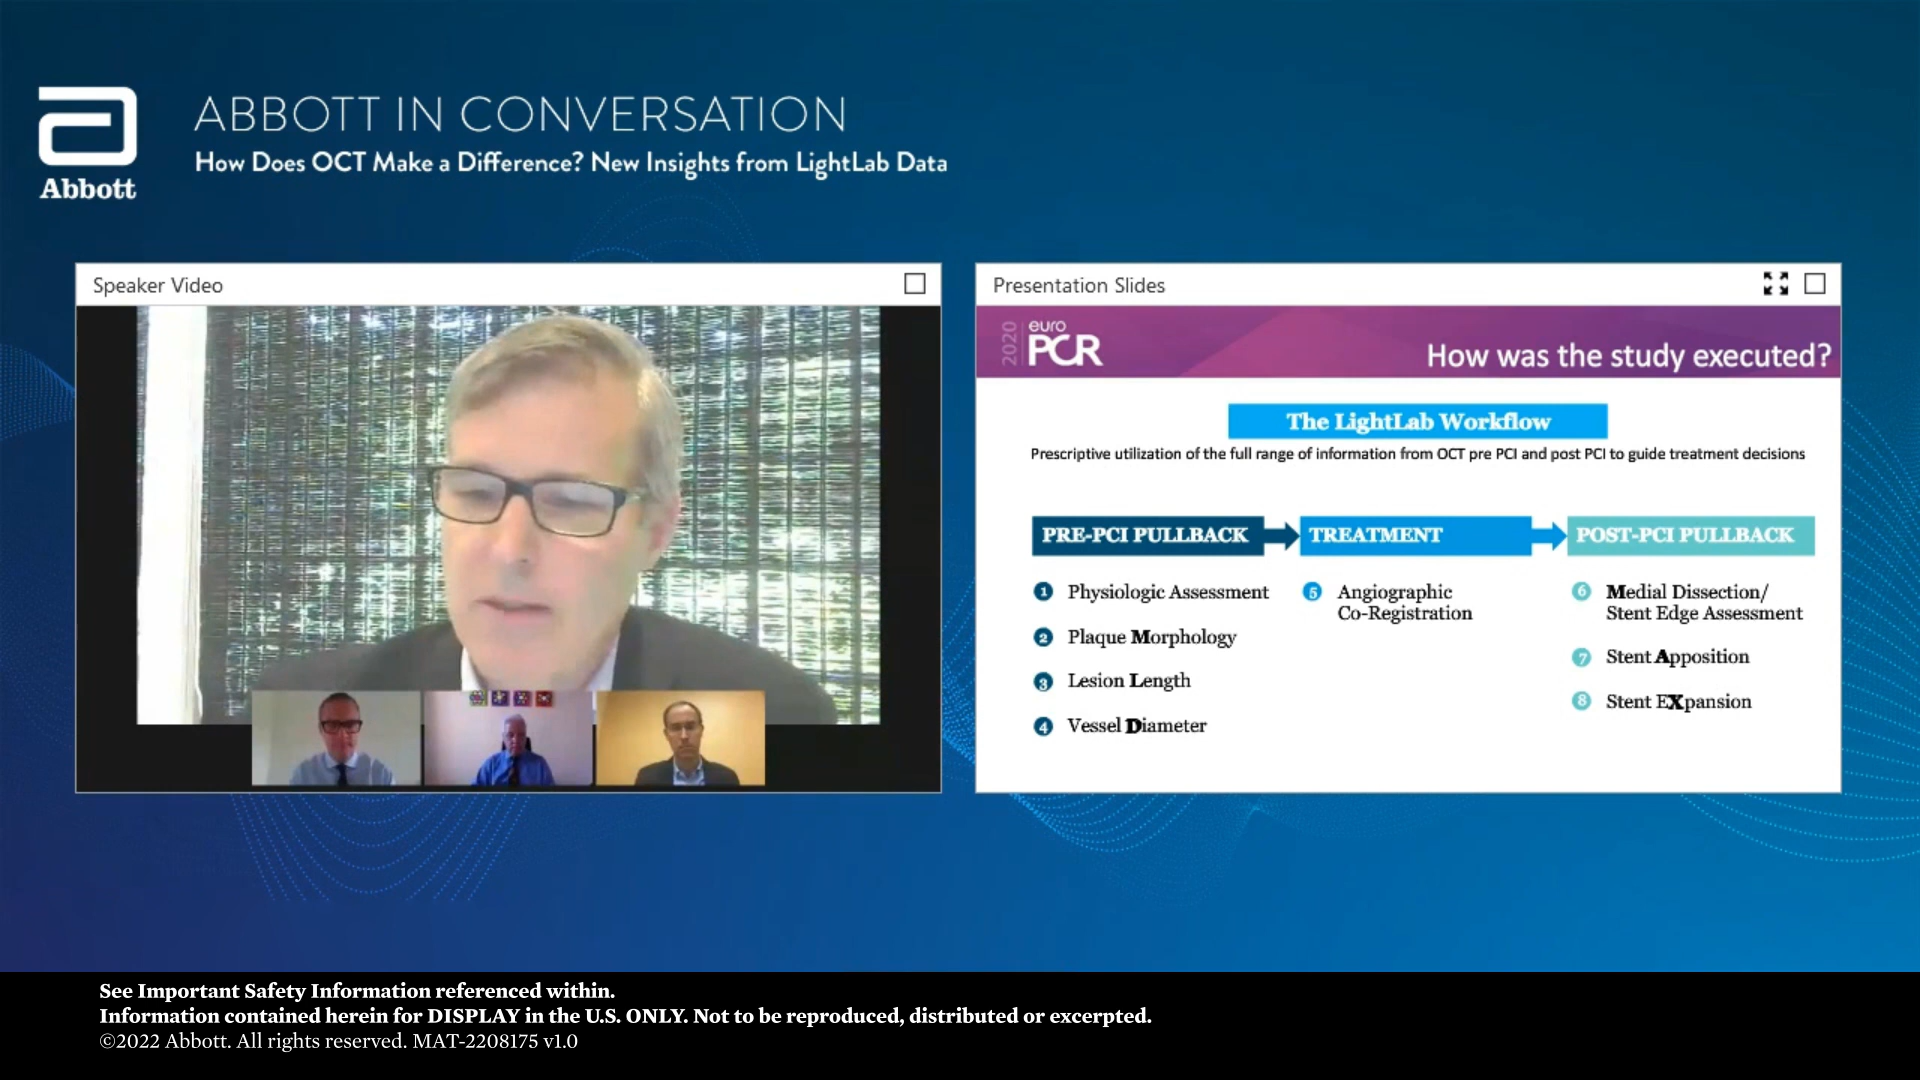 ABBOTT IN CONVERSATION
How Does OCT Make a Difference? New Insights from LightLab Data
Abbott
Speaker Video
Presentation Slides
2020
euro
PCR
How was the study executed?
The LightLab Workflow
Prescriptive utilization of the full range of information from OCT pre PCI and post PCI to guide treatment decisions
PRE-PCI PULLBACK
1 Physiologic Assessment
2 Plaque Morphology
3 Lesion Length
4 Vessel Diameter
TREATMENT
5 Angiographic
Co-Registration
POST-PCI PULLBACK
6 Medial Dissection/
Stent Edge Assessment
7 Stent Apposition
8 Stent EXpansion
See Important Safety Information referenced within.
Information contained herein for DISPLAY in the U.S. ONLY. Not to be reproduced, distributed or excerpted.
©2022 Abbott. All rights reserved. MAT-2208175 v1.0